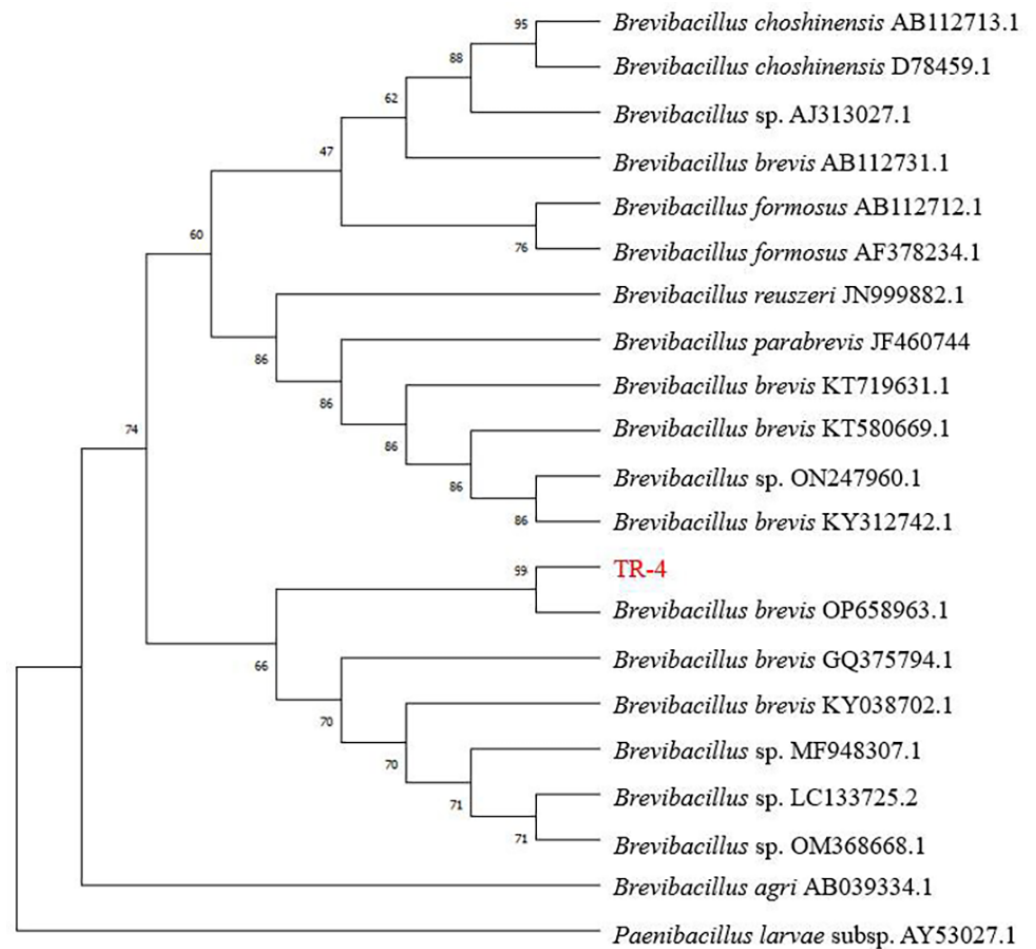 95
Brevibacillus choshinensis AB112713.1
88
Brevibacillus choshinensis D78459.1
62
Brevibacillus sp. AJ313027.1
47
Brevibacillus brevis AB112731.1
Brevibacillus formosus AB112712.1
60
76
Brevibacillus formosus AF378234.1
Brevibacillus reuszeri JN999882.1
86
Brevibacillus parabrevis JF460744
86
Brevibacillus brevis KT719631.1
74
86
Brevibacillus brevis KT580669.1
86
Brevibacillus sp. ON247960.1
86
Brevibacillus brevis KY312742.1
99
TR-4
Brevibacillus brevis OP658963.1
66
Brevibacillus brevis GQ375794.1
70
Brevibacillus brevis KY038702.1
70
Brevibacillus sp. MF948307.1
71
Brevibacillus sp. LC133725.2
71
Brevibacillus sp. OM368668.1
Brevibacillus agri AB039334.1
Paenibacillus larvae subsp. AY53027.1